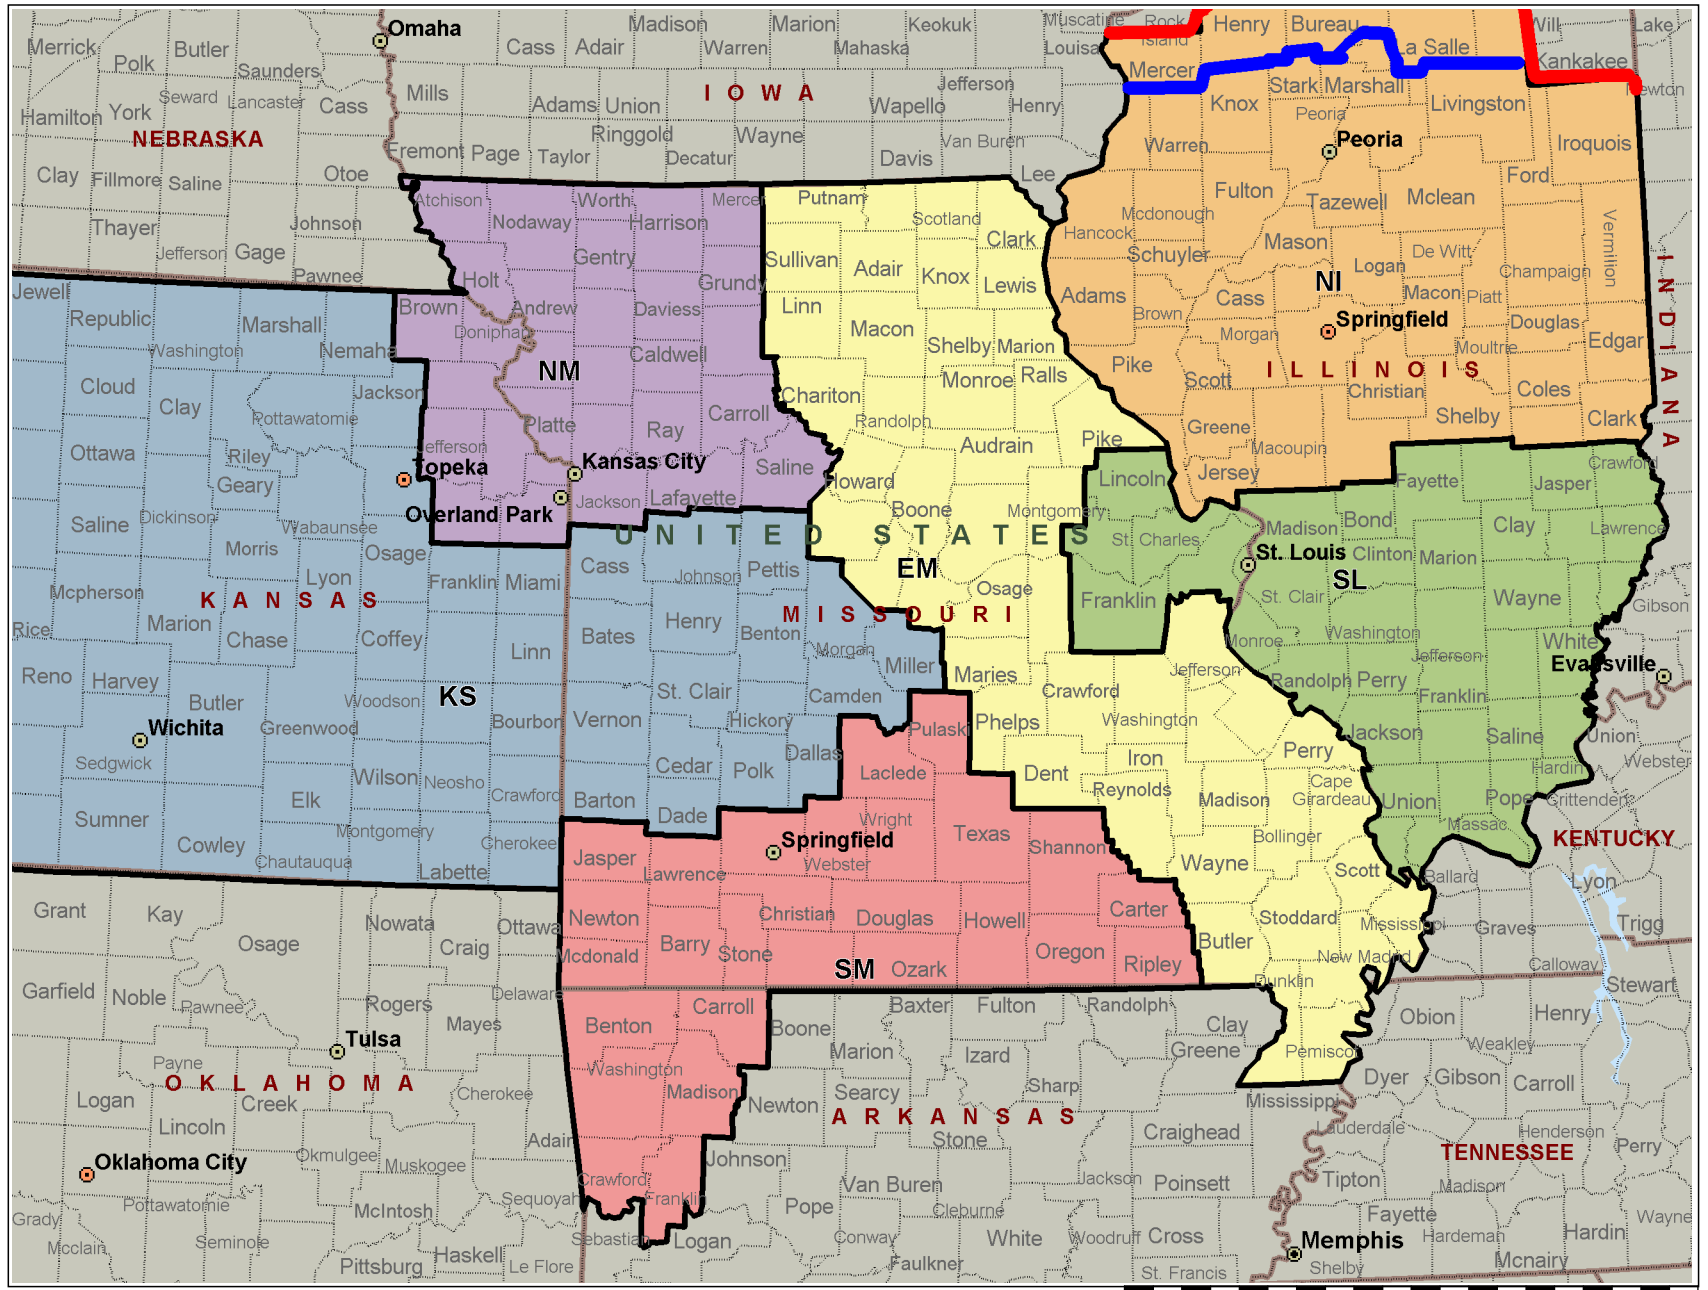 Omaha
Madison
Marion
Keokuk
Muscatine
Rock
Island
Henry
Bureau
Will
Lake
Merrick
Butler
Cass
Adair
Warren
Mahaska
Louisa
La Salle
Polk
Saunders
Mercer
Kankakee
Newton
Seward
Lancaster
Cass
Mills
IOWA
Jefferson
Stark
Marshall
Hamilton
York
Adams
Union
Wapello
Henry
Knox
Peoria
Livingston
NEBRASKA
Ringgold
Wayne
Van Buren
Peoria
Warren
Iroquois
Fremont
Page
Taylor
Decatur
Davis
Clay
Fillmore
Saline
Otoe
Lee
Ford
Atchison
Worth
Mercer
Putnam
Fulton
Tazewell
Mclean
Thayer
Johnson
Nodaway
Harrison
Scotland
Mcdonough
Hancock
Vermilion
Jefferson
Gage
Gentry
Sullivan
Clark
Schuyler
Mason
De Witt
INDIANA
Pawnee
Holt
Grundy
Adair
Knox
Lewis
Logan
Champaign
Jewell
Brown
Andrew
Daviess
Linn
Adams
Cass
NI
Macon
Piatt
Republic
Marshall
Doniphan
Macon
Brown
Springfield
Douglas
Washington
Nemaha
Caldwell
Shelby
Marion
Morgan
Moultrie
Edgar
NM
Pike
ILLINOIS
Cloud
Jackson
Monroe
Ralls
Scott
Christian
Coles
Clay
Chariton
Pottawatomie
Platte
Ray
Carroll
Randolph
Greene
Shelby
Clark
Ottawa
Riley
Jefferson
Audrain
Pike
Macoupin
Topeka
Kansas City
Saline
Jersey
Crawford
Geary
Howard
Lincoln
Fayette
Jasper
Overland Park
Jackson
Lafayette
Boone
Montgomery
Saline
Dickinson
Wabaunsee
UNITED STATES
St. Charles
Madison
Bond
Clay
Lawrence
Morris
Osage
St. Louis
Clinton
Marion
Cass
Johnson
Pettis
EM
SL
Lyon
Franklin
Miami
Osage
Mcpherson
KANSAS
Franklin
St. Clair
Wayne
Gibson
MISSOURI
Rice
Marion
Chase
Coffey
Bates
Henry
Benton
Monroe
Washington
White
Linn
Morgan
Miller
Jefferson
Evansville
Reno
Harvey
Maries
Jefferson
Randolph
Perry
Butler
Woodson
KS
St. Clair
Camden
Crawford
Franklin
Wichita
Greenwood
Bourbon
Vernon
Hickory
Pulaski
Phelps
Washington
Jackson
Saline
Union
Dallas
Perry
Sedgwick
Wilson
Neosho
Cedar
Polk
Laclede
Dent
Iron
Hardin
Webster
Elk
Crawford
Barton
Reynolds
Madison
Cape
Girardeau
Union
Pope
Crittenden
Sumner
Dade
Wright
Montgomery
Springfield
Texas
Bollinger
Massac
KENTUCKY
Cowley
Cherokee
Shannon
Chautauqua
Labette
Jasper
Lawrence
Webster
Wayne
Scott
Ballard
Lyon
Grant
Kay
Nowata
Ottawa
Newton
Christian
Douglas
Howell
Carter
Stoddard
Mississippi
Graves
Trigg
Osage
Craig
Mcdonald
Barry
Stone
Oregon
Butler
New Madrid
Calloway
SM
Ozark
Ripley
Dunklin
Garfield
Noble
Pawnee
Rogers
Delaware
Carroll
Baxter
Fulton
Randolph
Stewart
Mayes
Benton
Boone
Clay
Obion
Henry
Tulsa
Marion
Izard
Greene
Pemiscot
Weakley
Payne
Washington
OKLAHOMA
Cherokee
Madison
Searcy
Sharp
Dyer
Gibson
Carroll
Logan
Creek
Newton
ARKANSAS
Mississippi
Lincoln
Adair
Stone
Craighead
Lauderdale
Henderson
Perry
Okmulgee
Muskogee
Johnson
TENNESSEE
Oklahoma City
Crawford
Van Buren
Jackson
Poinsett
Tipton
Madison
Pottawatomie
Sequoyah
Franklin
Pope
Cleburne
Grady
McIntosh
Fayette
Wayne
Seminole
Sebastian
Logan
Conway
White
Woodruff
Cross
Memphis
Hardeman
Hardin
Mcclain
Haskell
Pittsburg
Le Flore
Faulkner
St. Francis
Shelby
Mcnairy